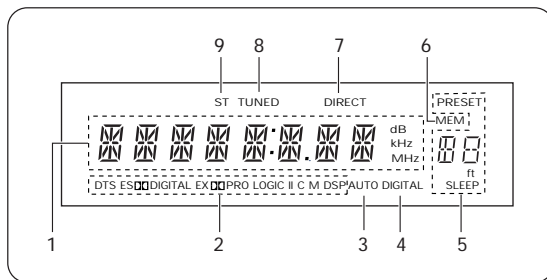 9 8 7 6
ST TUNED DIRECT PRESET
MEM
dB
kHz
MHz
ft
DTS ES DIGITAL EX PRO LOGIC II C M DSP AUTO DIGITAL SLEEP
1 2 3 4 5